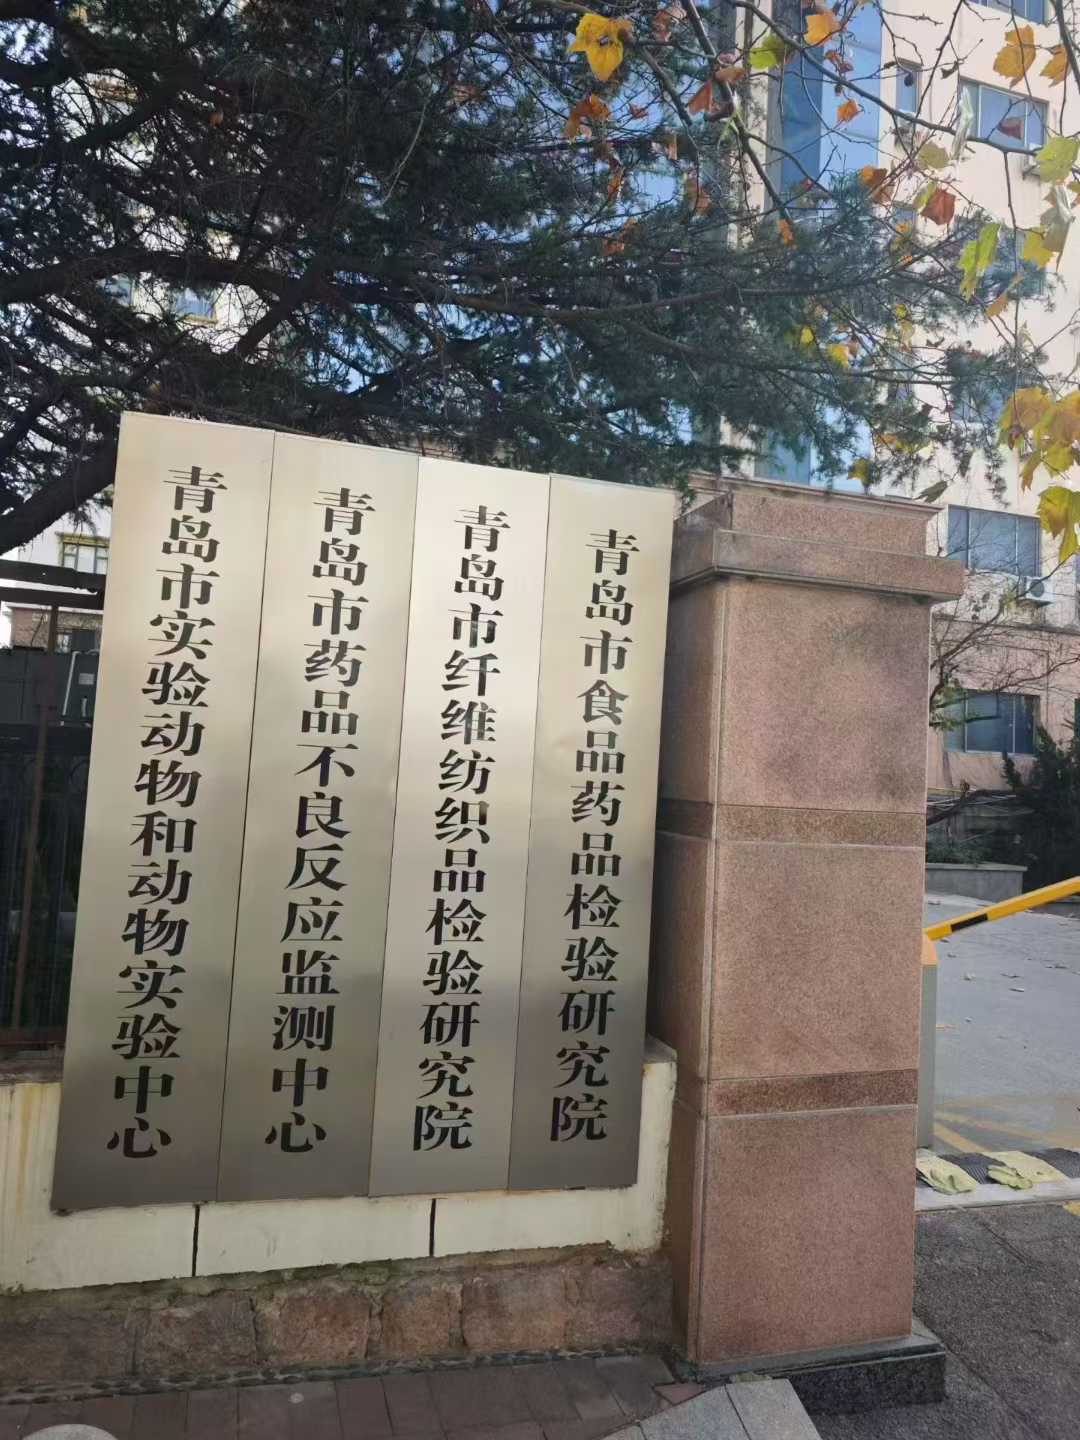 青岛市食品药品检验研究院
青岛市纤维纺织品检验研究院
青岛市药品不良反应监测中心
青岛市实验动物和动物实验中心